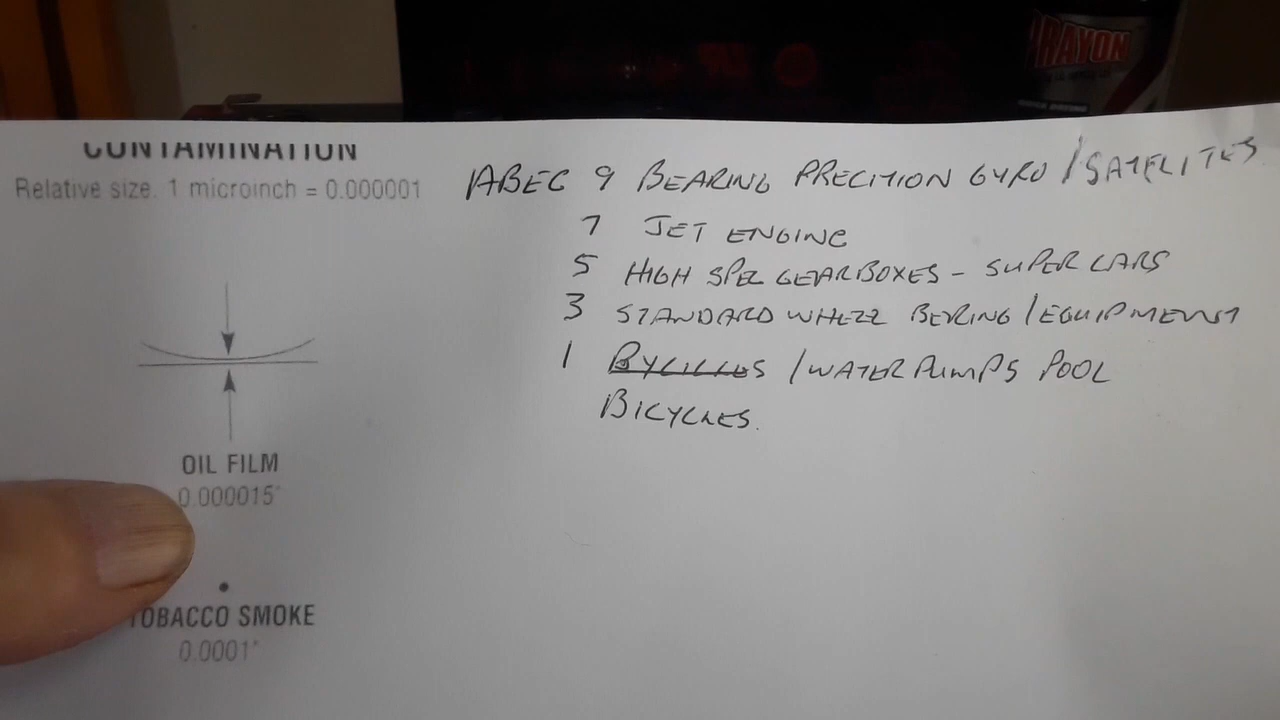 RAYON
CONTAMINATION
Relative size. 1 microinch = 0.000001
OIL FILM
0.000015"
TOBACCO SMOKE
0.0001"
ABEC 9 BEARING PRECITION GYRO / SATELITES
7 JET ENGINE
5 HIGH SPEC GEARBOXES - SUPER CARS
3 STANDARD WHEEL BERING / EQUIPMENT
1 BYCICLES / WATER PUMPS POOL
BICYCLES.